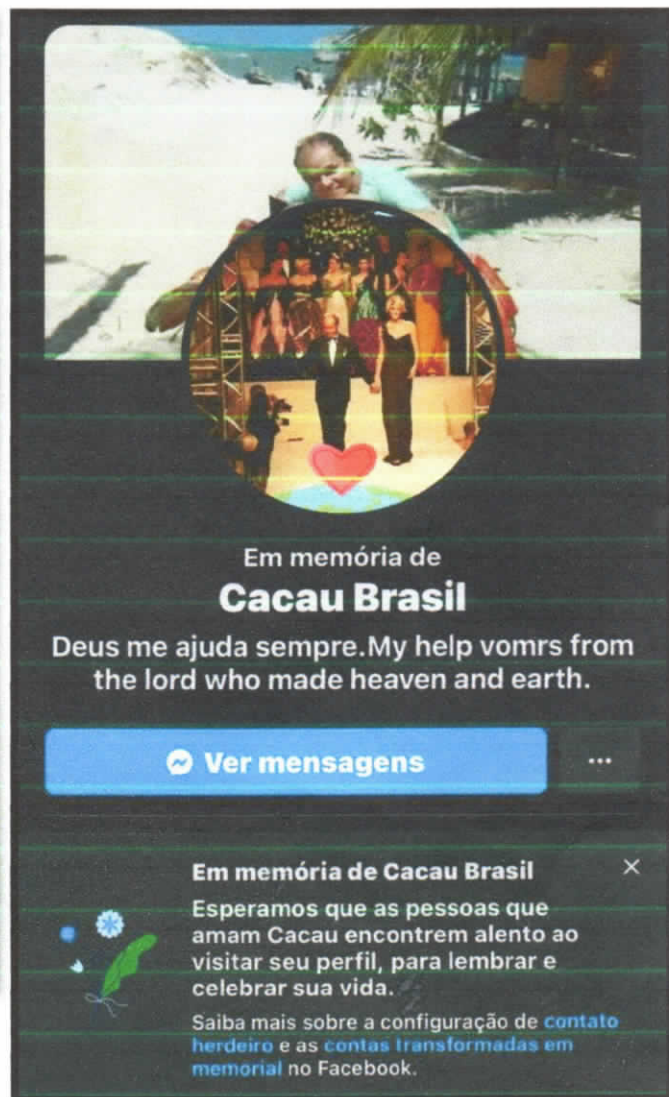 Em memória de
Cacau Brasil
Deus me ajuda sempre.My help vomrs from
the lord who made heaven and earth.
Ver mensagens
...
Em memória de Cacau Brasil
Esperamos que as pessoas que
amam Cacau encontrem alento ao
visitar seu perfil, para lembrar e
celebrar sua vida.
Saiba mais sobre a configuração de contato
herdeiro e as contas transformadas em
memorial no Facebook.